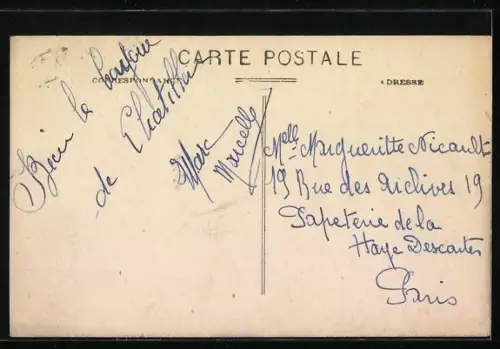 CARTE POSTALE
CORRESPONDANCE
ADRESSE
Bien le bonjour
de Chatillon
Marc
Marcelle
Melle Margueritte Nicault
19 Rue des Archives 19
Papeterie de la
Haye Descartes
Paris